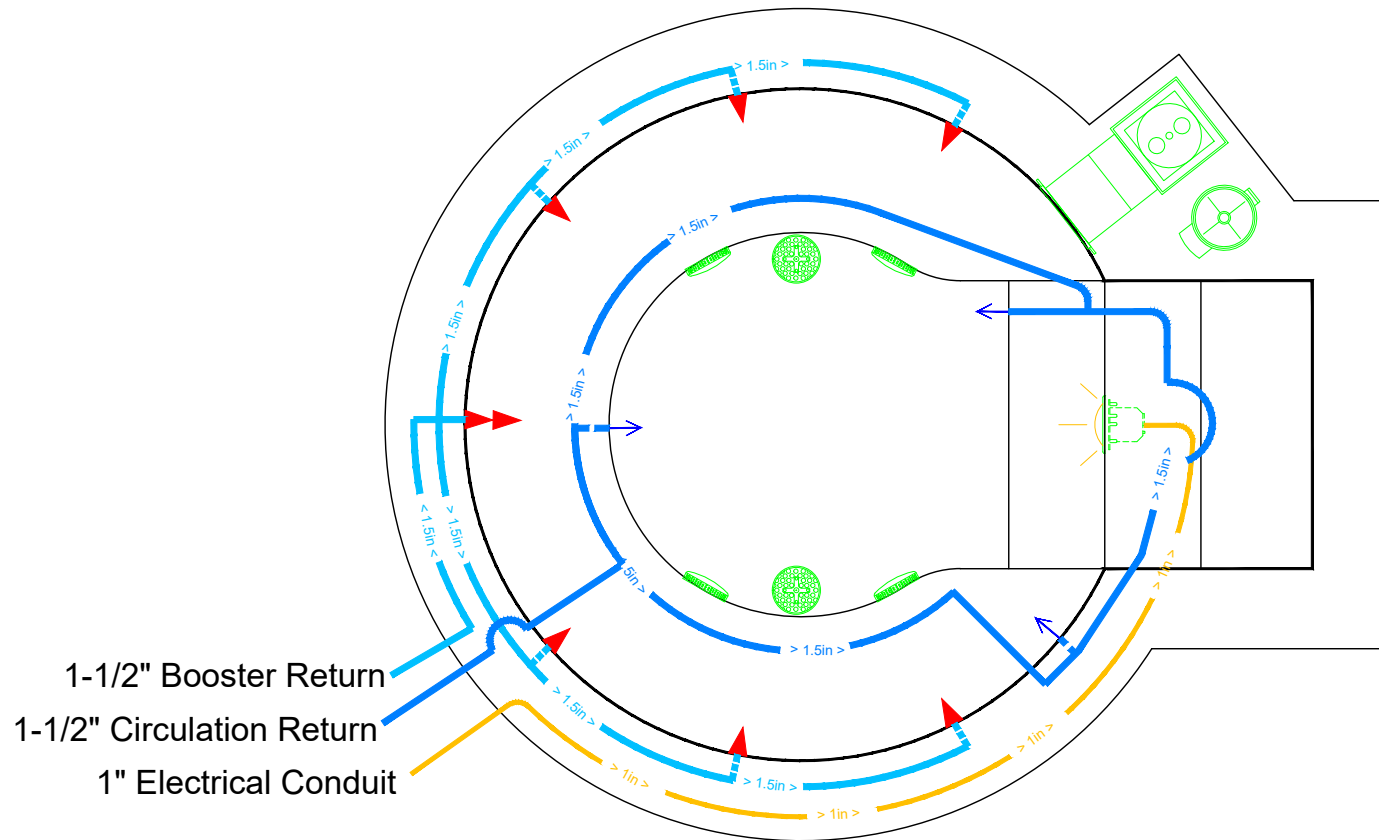 > 1.5in >
> 1.5in >
> 1.5in >
> 1.5in >
> 1.5in >
> 1.5in >
< 1.5in <
> 1.5in >
> 1in >
5in >
> 1.5in >
1-1/2" Booster Return
> 1.5in >
1-1/2" Circulation Return
> 1in >
1" Electrical Conduit
> 1in >
> 1.5in >
> 1in >